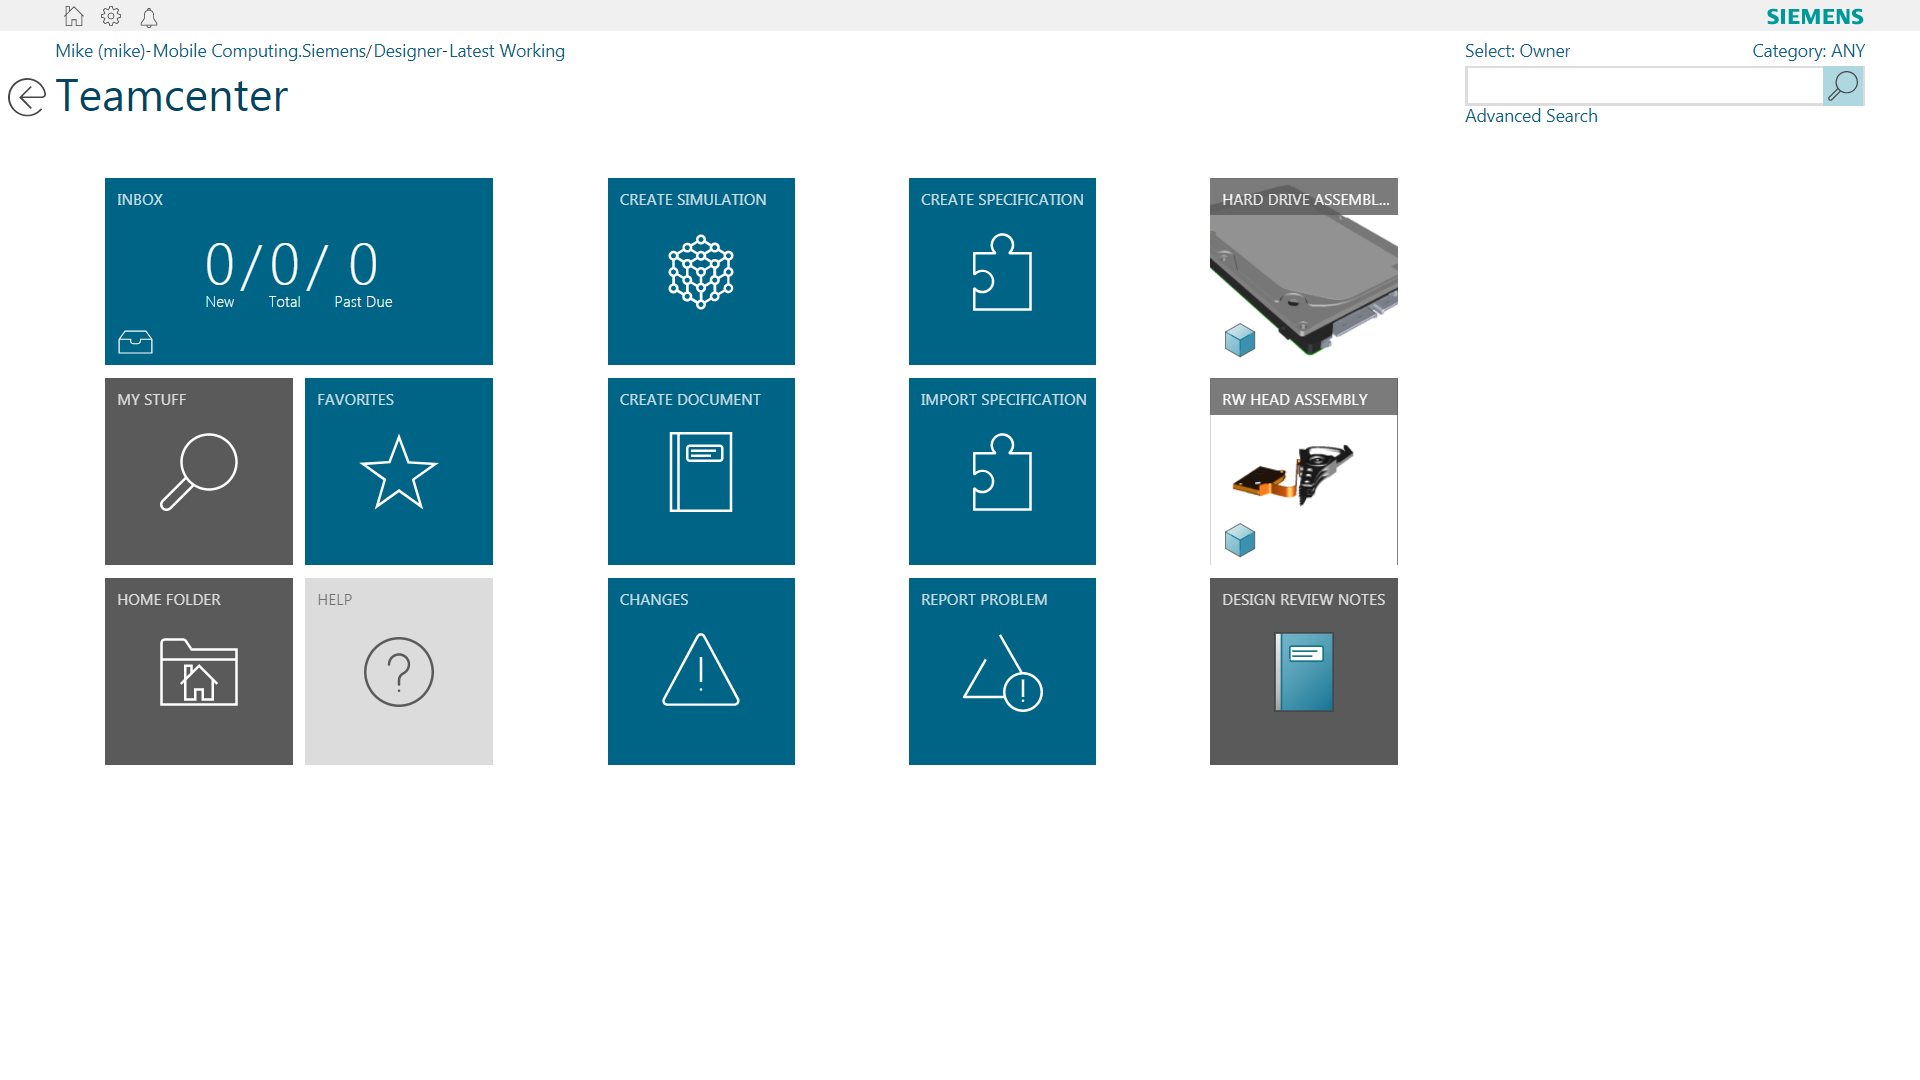 SIEMENS
Mike (mike)-Mobile Computing.Siemens/Designer-Latest Working
Select: Owner
Category: ANY
Teamcenter
Advanced Search
INBOX
0/0/ 0
New Total Past Due
CREATE SIMULATION
CREATE SPECIFICATION
HARD DRIVE ASSEMBL...
MY STUFF
FAVORITES
CREATE DOCUMENT
IMPORT SPECIFICATION
RW HEAD ASSEMBLY
HOME FOLDER
HELP
?
CHANGES
!
REPORT PROBLEM
!
DESIGN REVIEW NOTES